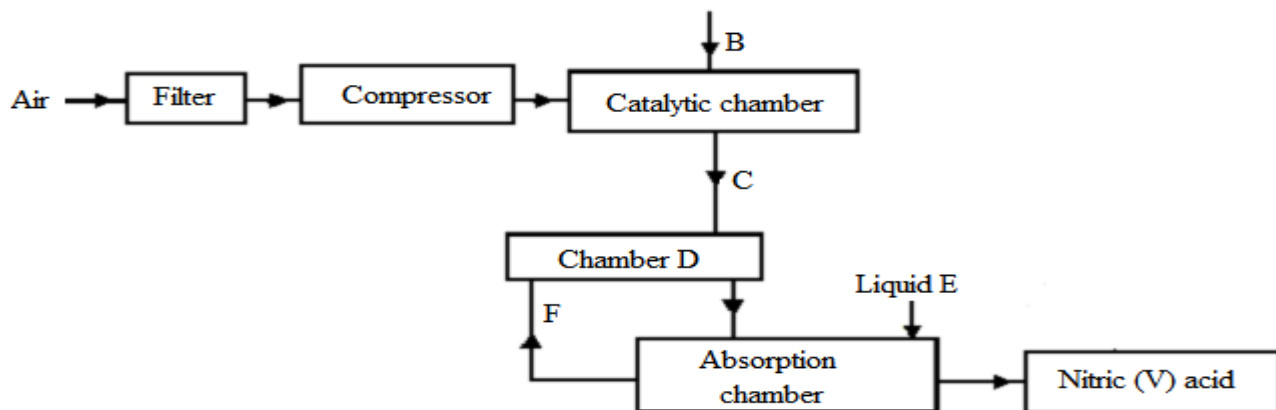 B
Air
Filter
Compressor
Catalytic chamber
C
Chamber D
Liquid E
F
Absorption
chamber
Nitric (V) acid